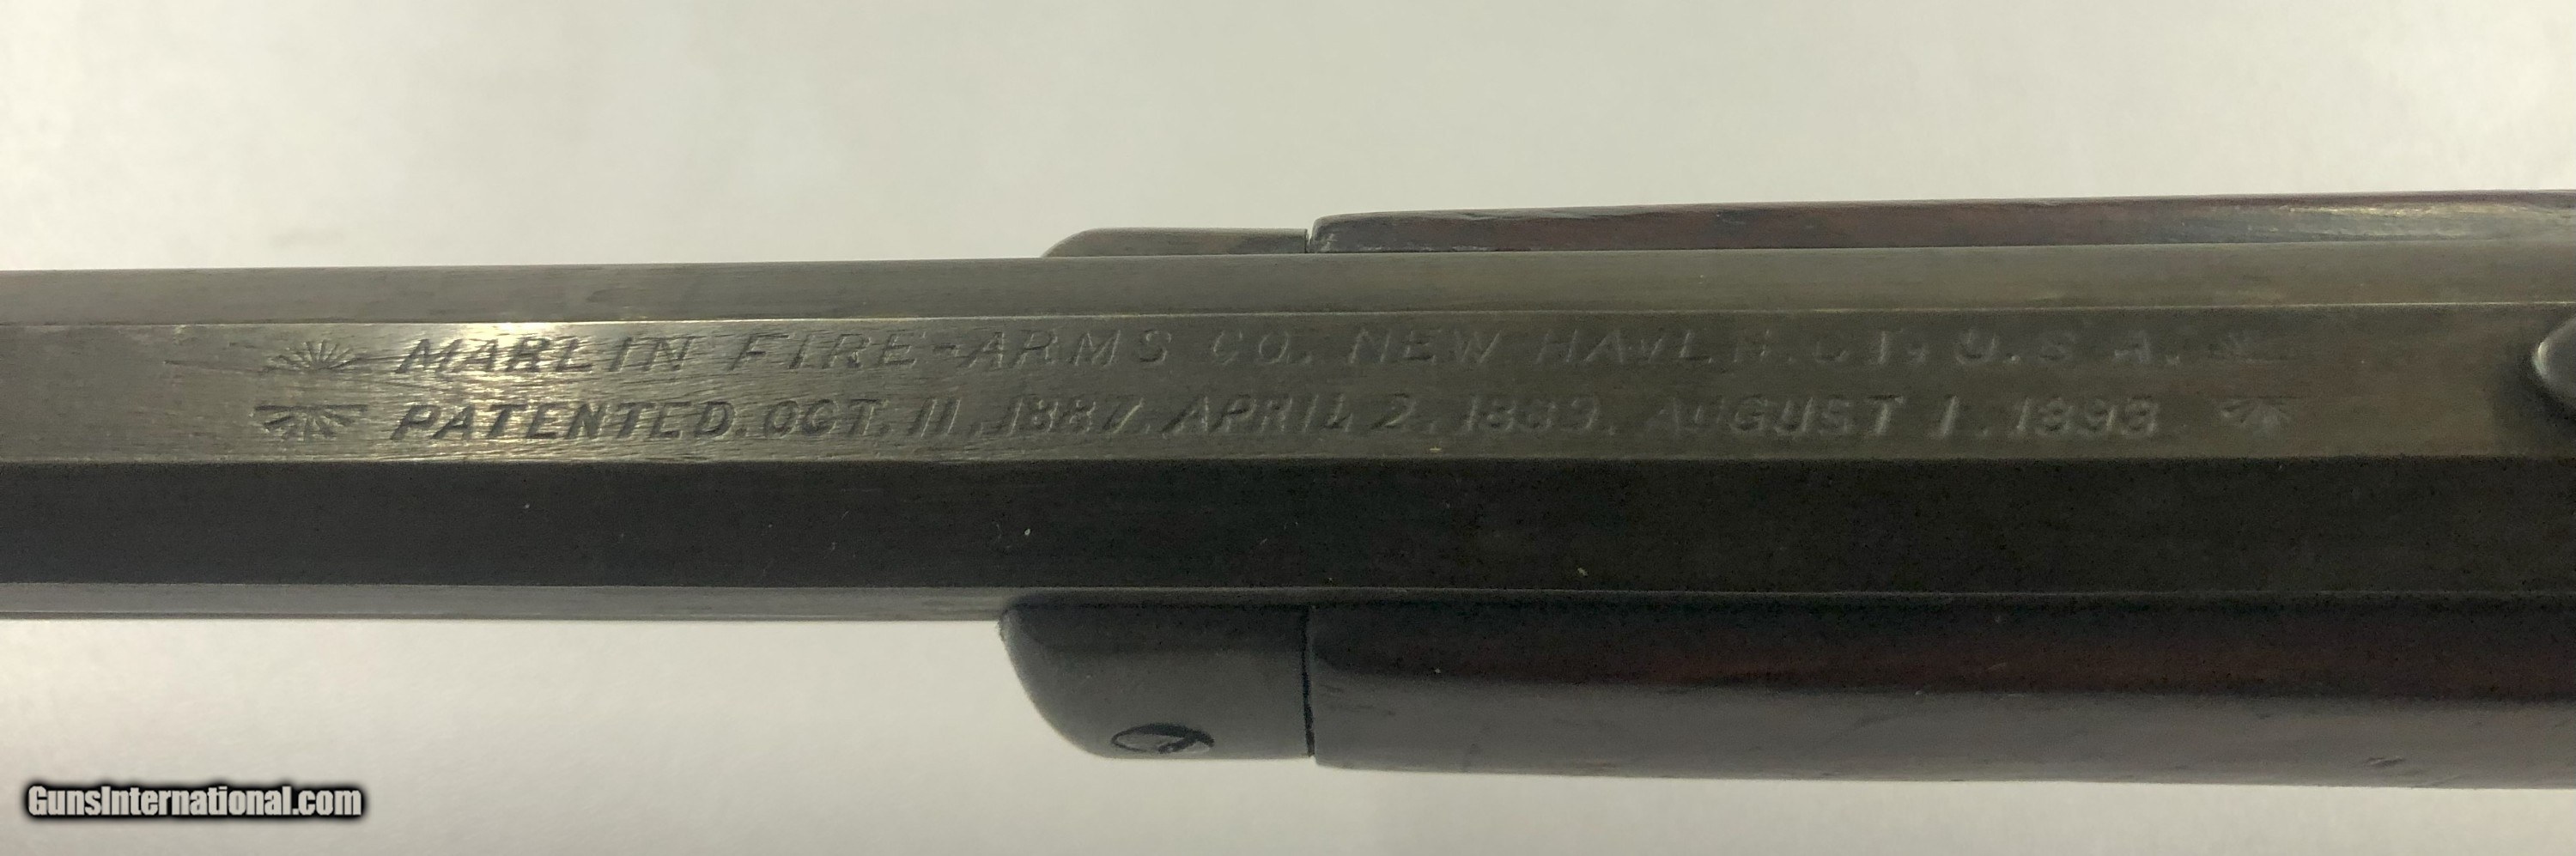 MARLIN FIRE-ARMS CO. NEW HAVEN.CT. U.S.A.
PATENTED.OCT.11.1887.APRIL 2.1889.AUGUST 1.1893
GunsInternational.com